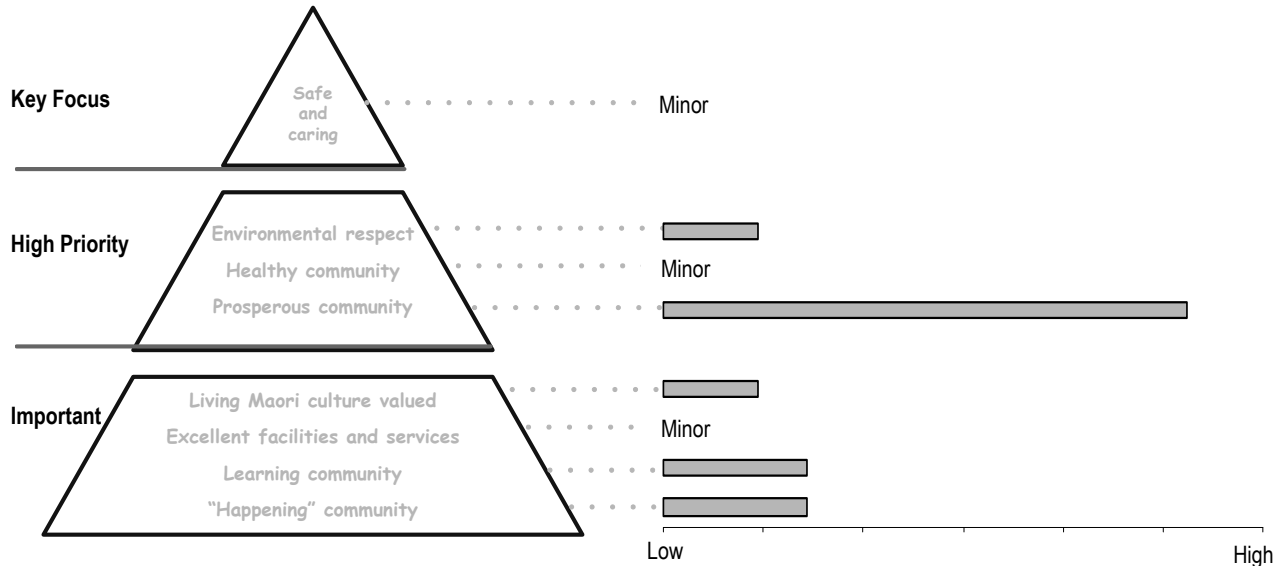 Key Focus
Safe
and
caring
Minor
High Priority
Environmental respect
Healthy community
Minor
Prosperous community
Important
Living Maori culture valued
Excellent facilities and services
Minor
Learning community
“Happening” community
Low
High